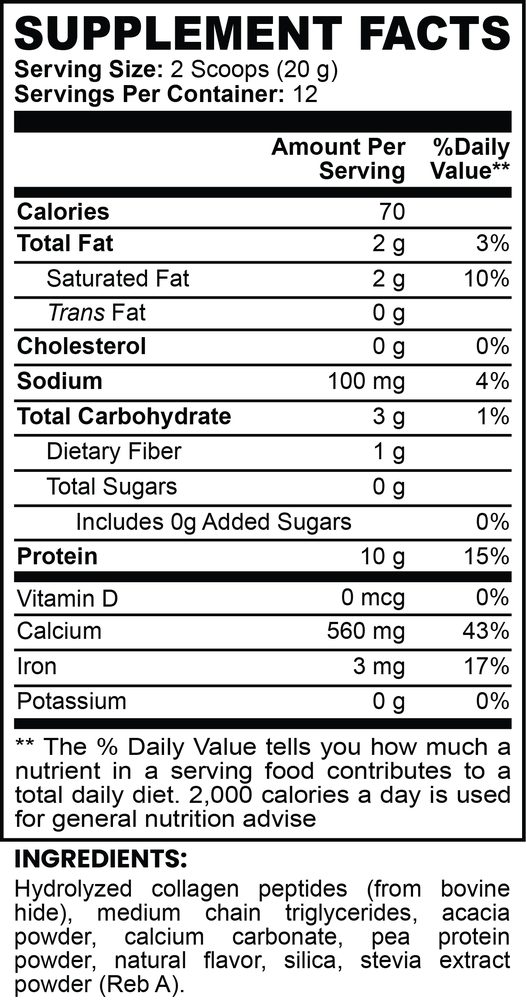 SUPPLEMENT FACTS
Serving Size: 2 Scoops (20 g)
Servings Per Container: 12
Amount Per %Daily
Serving Value**
Calories 70
Total Fat 2 g 3%
Saturated Fat 2 g 10%
Trans Fat 0 g
Cholesterol 0 g 0%
Sodium 100 mg 4%
Total Carbohydrate 3 g 1%
Dietary Fiber 1 g
Total Sugars 0 g
Includes 0g Added Sugars 0%
Protein 10 g 15%
Vitamin D 0 mcg 0%
Calcium 560 mg 43%
Iron 3 mg 17%
Potassium 0 g 0%
** The % Daily Value tells you how much a
nutrient in a serving food contributes to a
total daily diet. 2,000 calories a day is used
for general nutrition advise
INGREDIENTS:
Hydrolyzed collagen peptides (from bovine
hide), medium chain triglycerides, acacia
powder, calcium carbonate, pea protein
powder, natural flavor, silica, stevia extract
powder (Reb A).